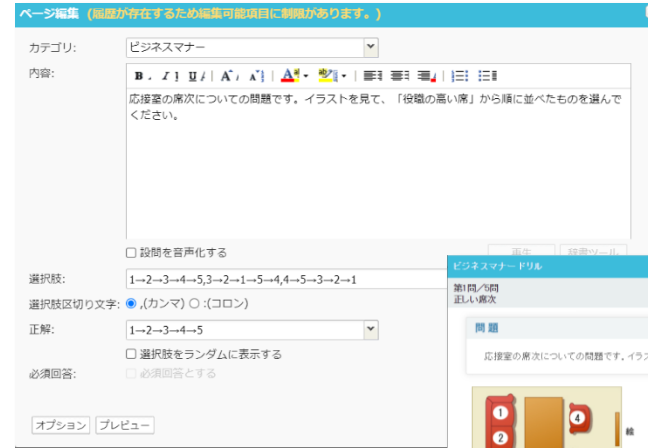 ページ編集 (履歴が存在するため編集可能項目に制限があります。)
カテゴリ: ビジネスマナー
内容:
B I U A A A
応接室の席次についての問題です。イラストを見て、「役職の高い席」から順に並べたものを選んで
ください。
設問を音声化する
再生 辞書ツール
選択肢: 1→2→3→4→5,3→2→1→5→4,4→5→3→2→1
選択肢区切り文字: ,(カンマ) :(コロン)
正解: 1→2→3→4→5
選択肢をランダムに表示する
必須回答: 必須回答とする
オプション プレビュー
ビジネスマナードリル
第1問/5問
正しい席次
問題
応接室の席次についての問題です。イラス
1
4
2
絵